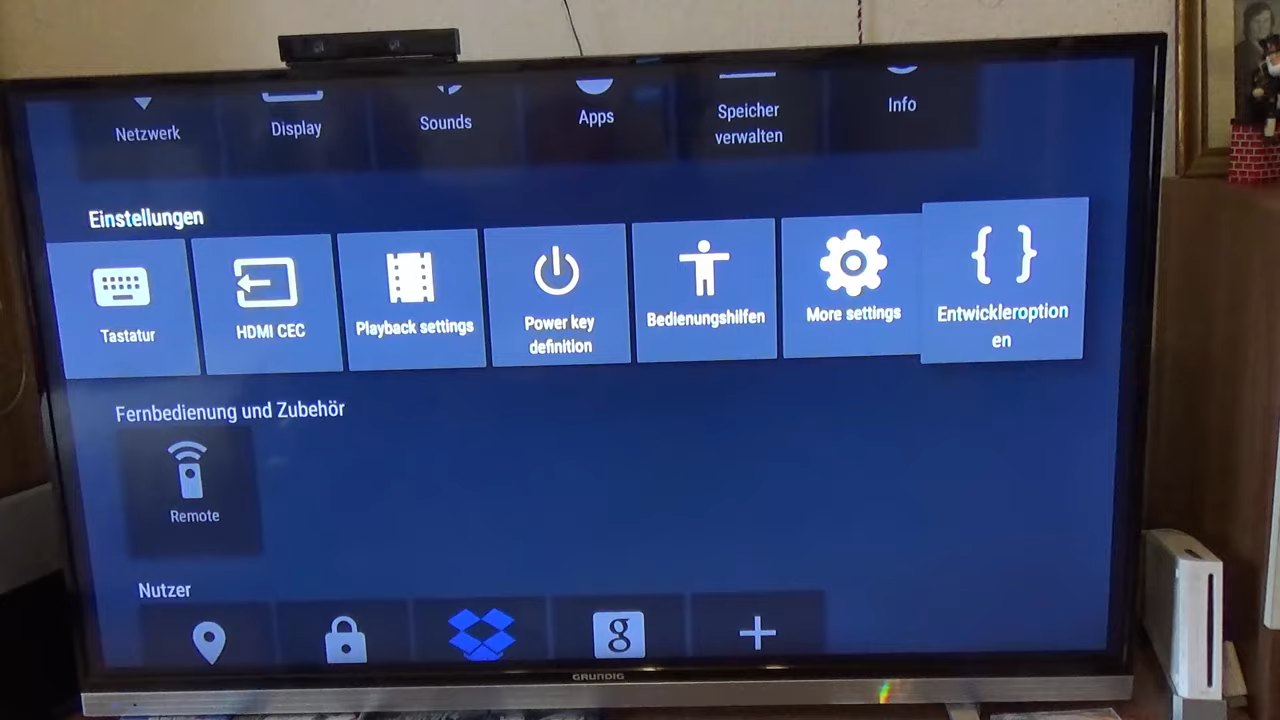 Netzwerk
Display
Sounds
Apps
Speicher
verwalten
Info
Einstellungen
Tastatur
HDMI CEC
Playback settings
Power key
definition
Bedienungshilfen
More settings
{ }
Entwickleroption
en
Fernbedienung und Zubehör
Remote
Nutzer
g
GRUNDIG